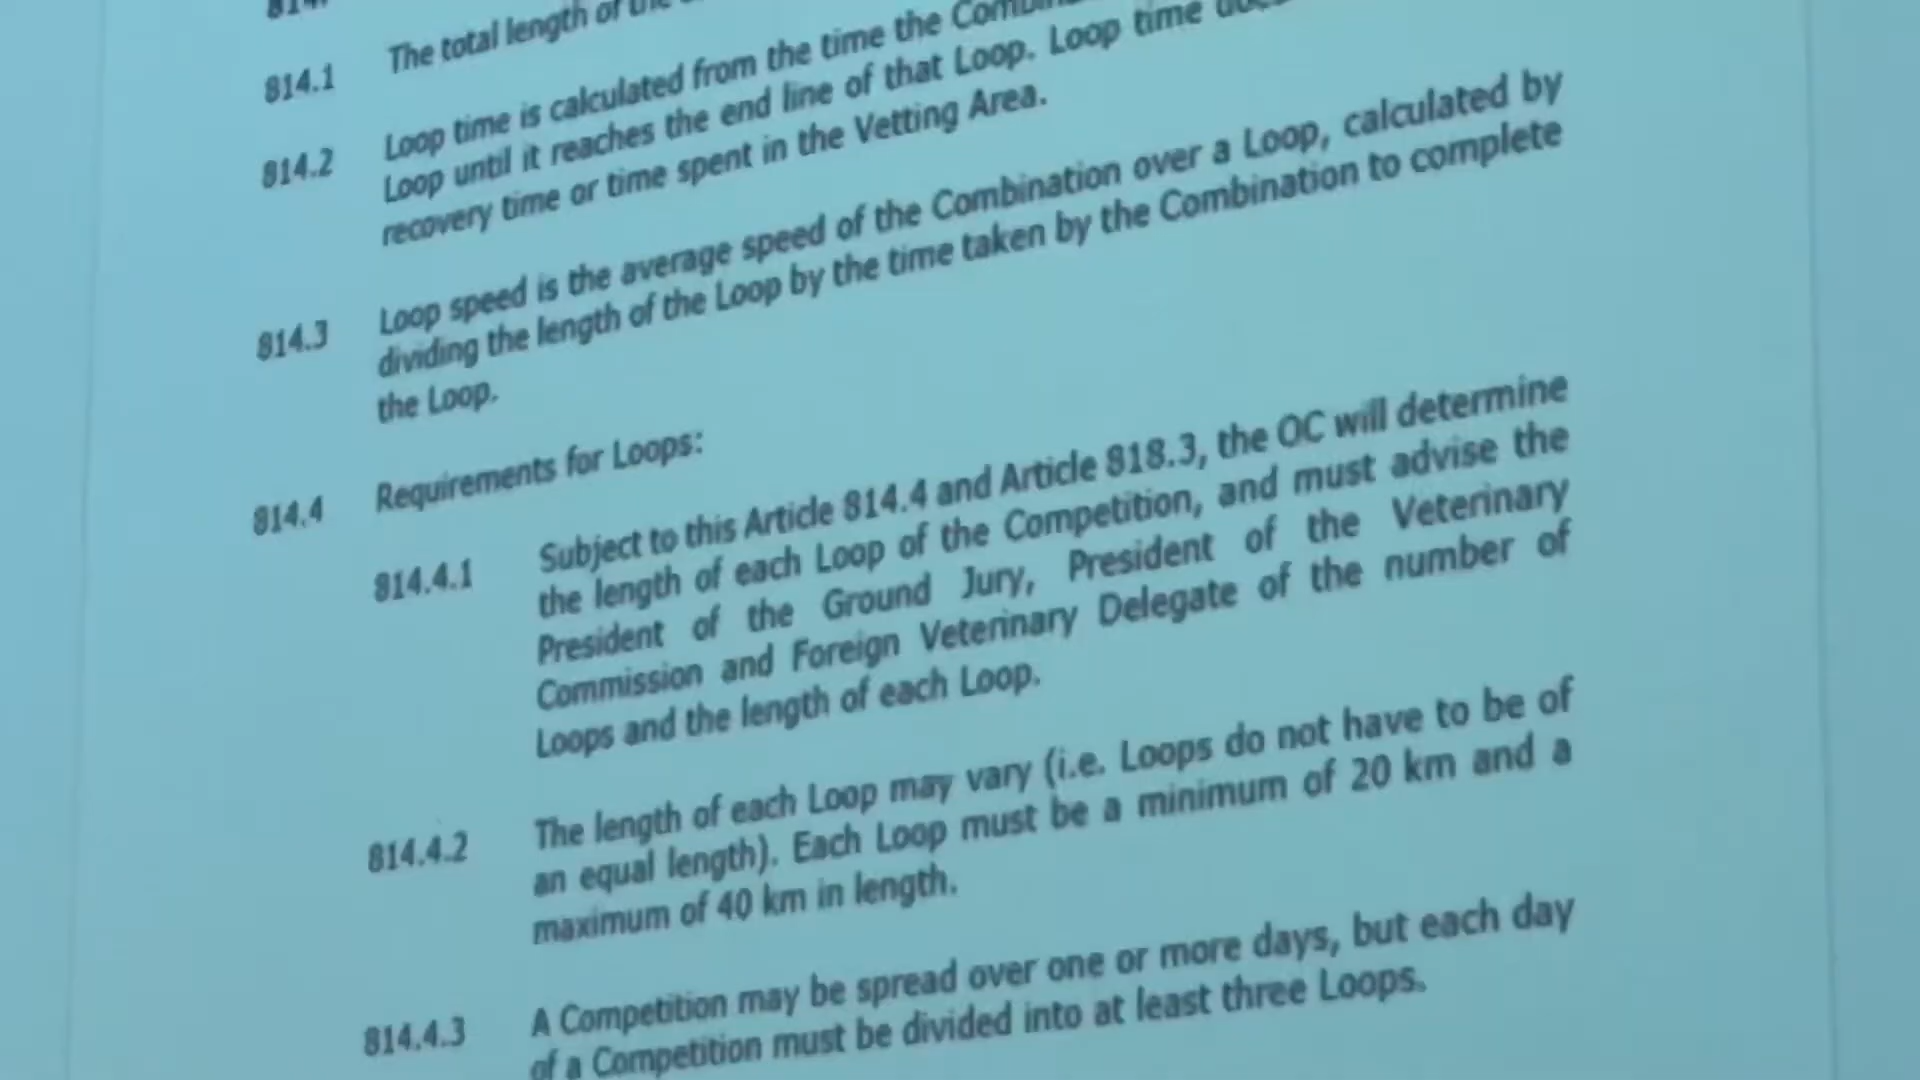 814.
814.1 The total length of the
814.2 Loop time is calculated from the time the
Loop until it reaches the end line of that Loop. Loop time
recovery time or time spent in the Vetting Area.
814.3 Loop speed is the average speed of the Combination over a Loop, calculated by
dividing the length of the Loop by the time taken by the Combination to complete
the Loop.
814.4 Requirements for Loops:
814.4.1 Subject to this Article 814.4 and Article 818.3, the OC will determine
the length of each Loop of the Competition, and must advise the
President of the Ground Jury, President of the Veterinary
Commission and Foreign Veterinary Delegate of the number of
Loops and the length of each Loop.
814.4.2 The length of each Loop may vary (i.e. Loops do not have to be of
an equal length). Each Loop must be a minimum of 20 km and a
maximum of 40 km in length.
814.4.3 A Competition may be spread over one or more days, but each day
of a Competition must be divided into at least three Loops.